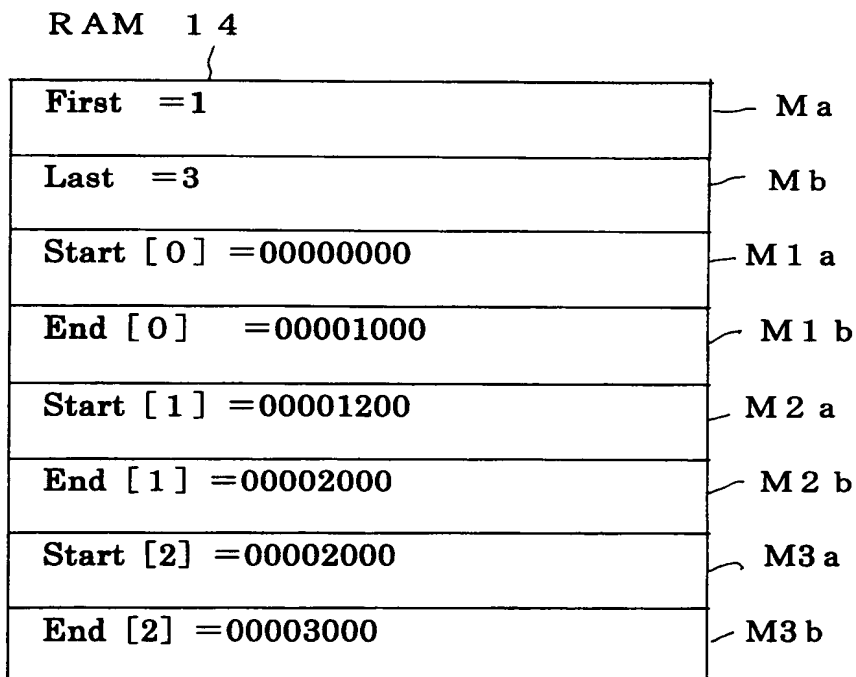 RAM 14
First =1 Ma
Last =3 Mb
Start [0] =00000000 M1a
End [0] =00001000 M1b
Start [1] =00001200 M2a
End [1] =00002000 M2b
Start [2] =00002000 M3a
End [2] =00003000 M3b